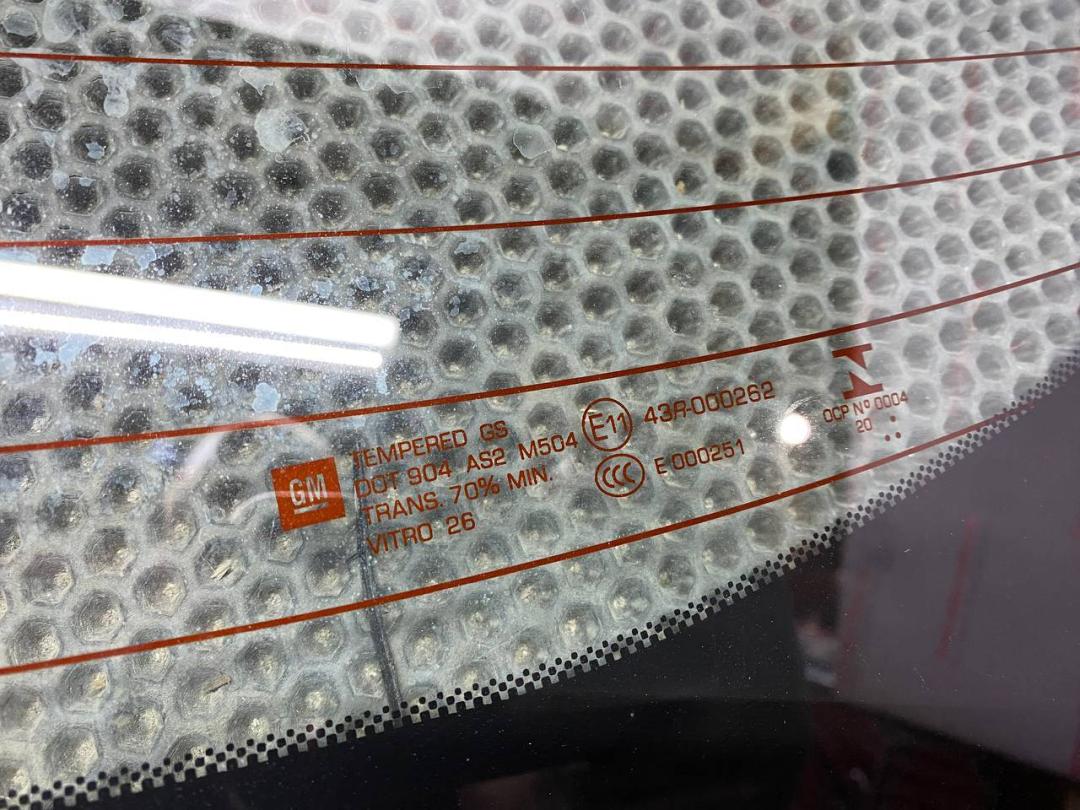 GM
TEMPERED GS
DOT 904 AS2 M504
TRANS. 70% MIN.
VITRO 26
E11 43R-000262
CCC E 000251
OCP Nº 0004
20